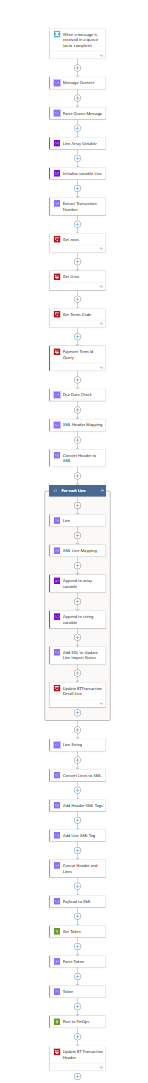 When a message is
received in a queue
(auto-complete)
Message Content
Parse Queue Message
Line Array Variable
Initialize variable Line
Extract Transaction
Number
Get rows
Get Lines
Get Terms Code
Payment Term Id
Query
Due Date Check
XML Header Mapping
Convert Header to
XML
For each Line
Line
XML Line Mapping
Append to array
variable
Append to string
variable
Add SQL to Update
Line Import Status
Update BTTransaction
Detail Line
Line String
Convert Lines to XML
Add Header XML Tags
Add Line XML Tag
Concat Header and
Lines
Payload to XML
Get Token
Parse Token
Token
Post to FinOps
Update BT Transaction
Header